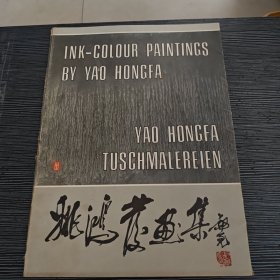 INK-COLOUR PAINTINGS
BY YAO HONGFA
YAO HONGFA
TUSCHMALEREIEN
姚鸿发画集